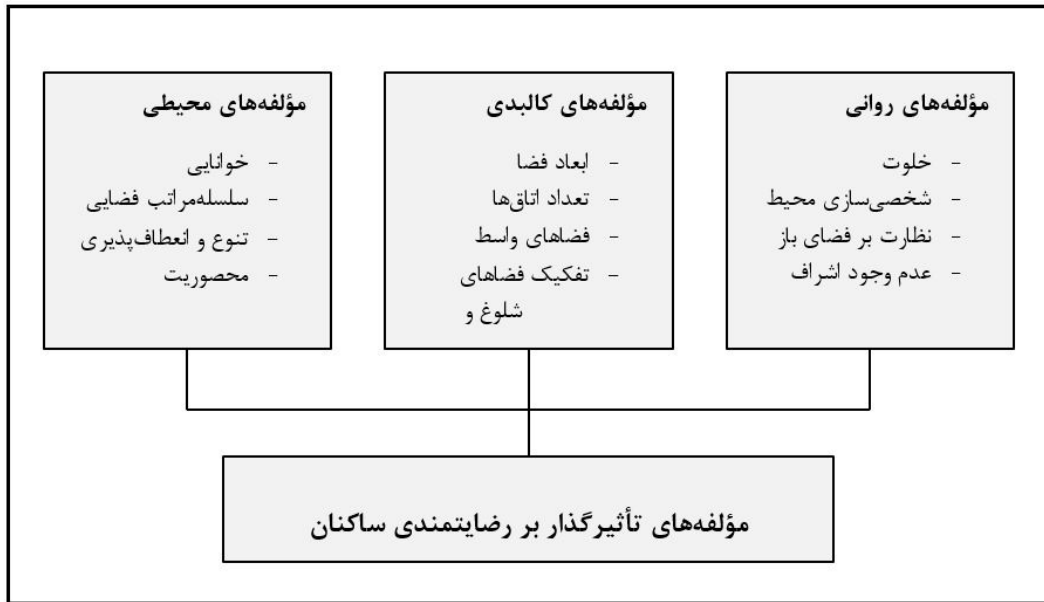 مؤلفه‌های روانی
- خلوت
- شخصی‌سازی محیط
- نظارت بر فضای باز
- عدم وجود اشراف
مؤلفه‌های کالبدی
- ابعاد فضا
- تعداد اتاق‌ها
- فضاهای واسط
- تفکیک فضاهای
شلوغ و
مؤلفه‌های محیطی
- خوانایی
- سلسله‌مراتب فضایی
- تنوع و انعطاف‌پذیری
- محصوریت
مؤلفه‌های تأثیرگذار بر رضایتمندی ساکنان